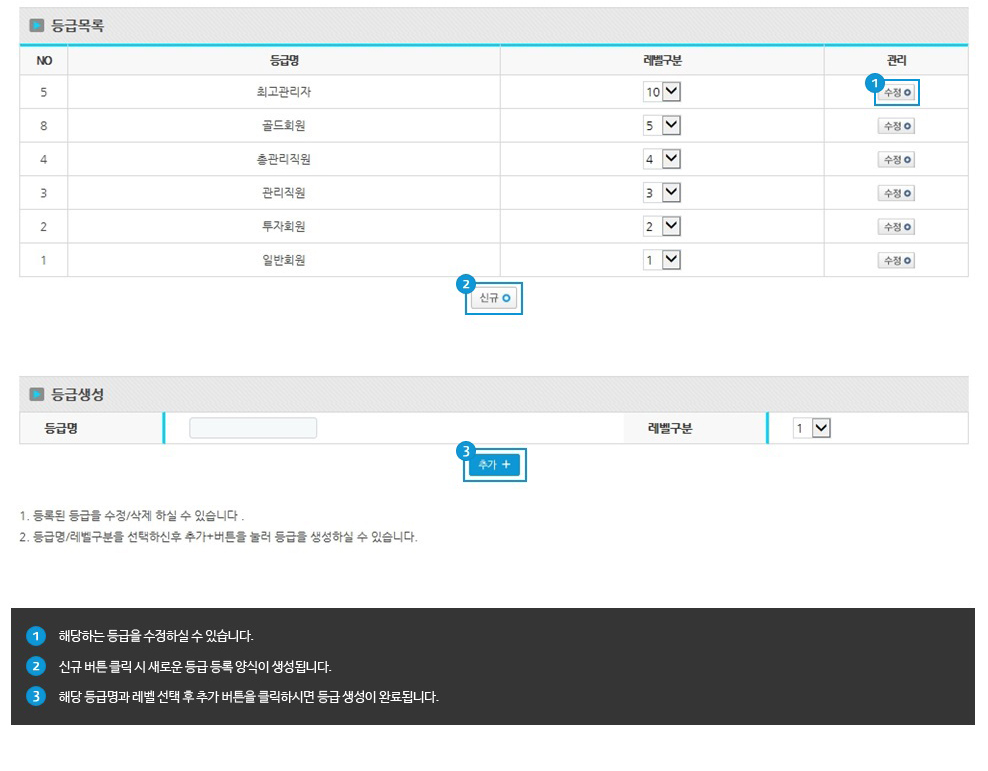 등급목록
NO 등급명 레벨구분 관리
5 최고관리자 10 1 수정
8 골드회원 5 수정
4 총관리직원 4 수정
3 관리직원 3 수정
2 투자회원 2 수정
1 일반회원 1 수정
2 신규
등급생성
등급명 레벨구분 1
3 추가 +
1. 등록된 등급을 수정/삭제 하실 수 있습니다 .
2. 등급명/레벨구분을 선택하신후 추가+버튼을 눌러 등급을 생성하실 수 있습니다.
1 해당하는 등급을 수정하실 수 있습니다.
2 신규 버튼 클릭 시 새로운 등급 등록 양식이 생성됩니다.
3 해당 등급명과 레벨 선택 후 추가 버튼을 클릭하시면 등급 생성이 완료됩니다.